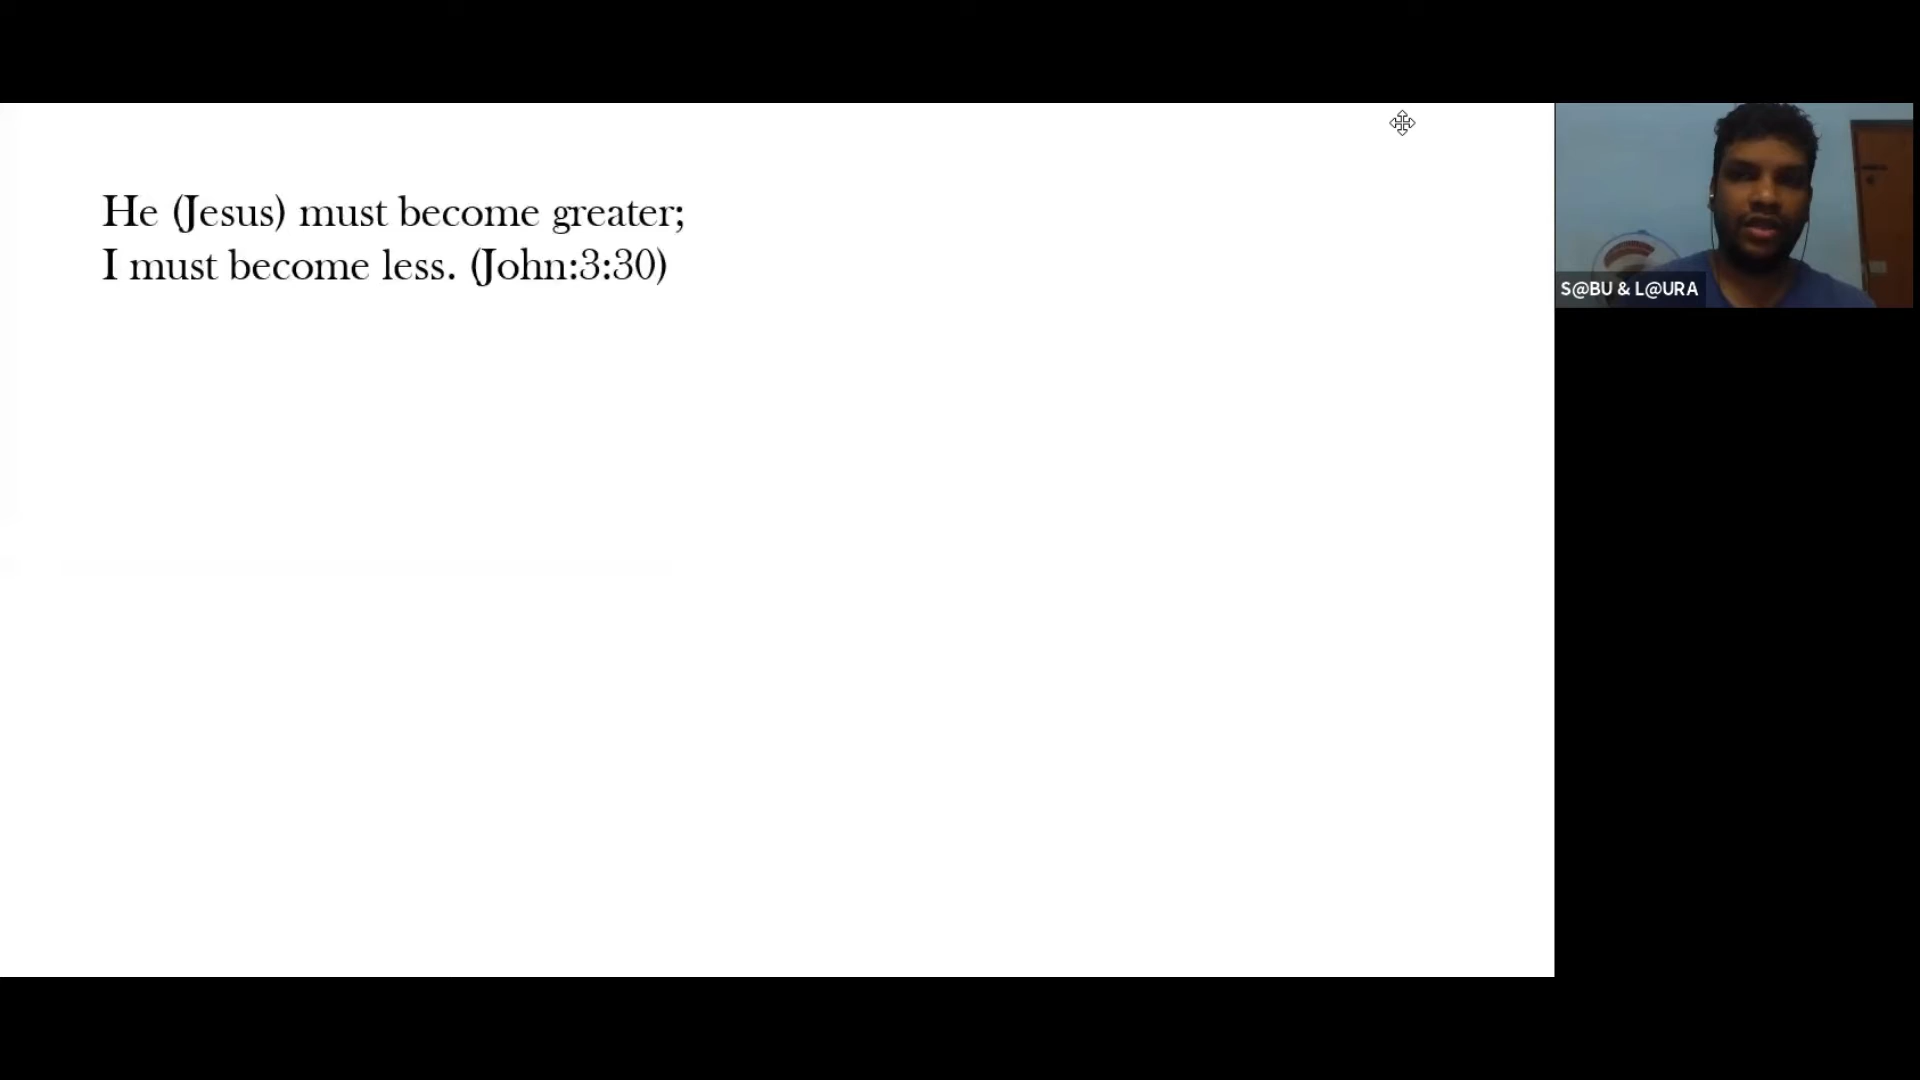 He (Jesus) must become greater;
I must become less. (John:3:30)
S@BU & L@URA